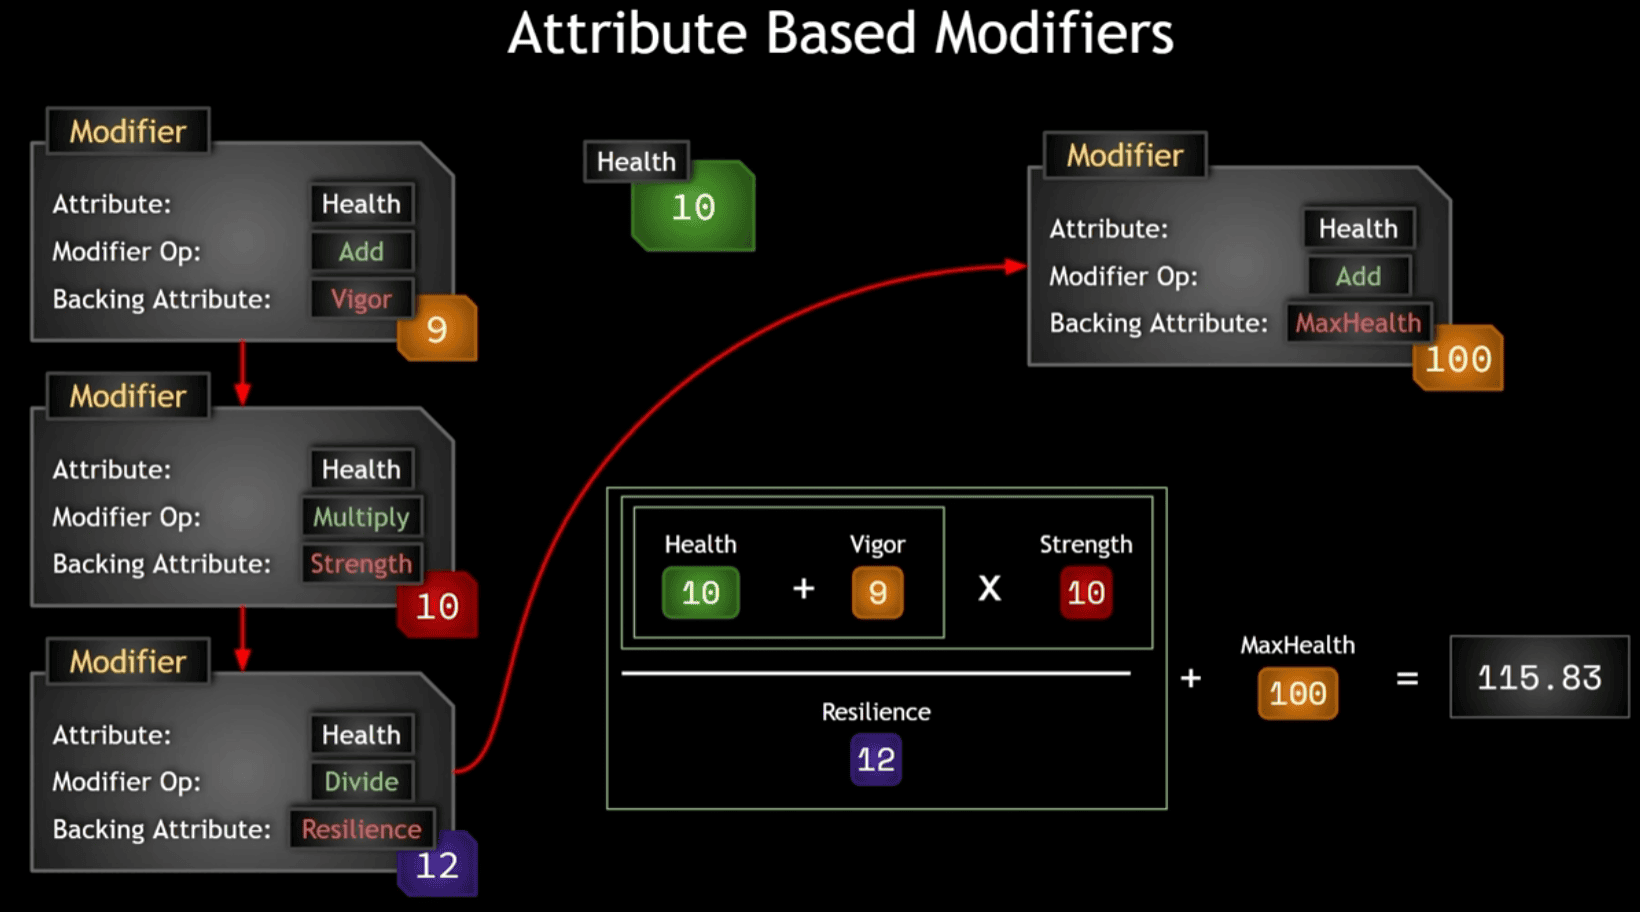 Attribute Based Modifiers
Modifier
Attribute: Health
Modifier Op: Add
Backing Attribute: Vigor
9
Modifier
Attribute: Health
Modifier Op: Multiply
Backing Attribute: Strength
10
Modifier
Attribute: Health
Modifier Op: Divide
Backing Attribute: Resilience
12
Health
10
Modifier
Attribute: Health
Modifier Op: Add
Backing Attribute: MaxHealth
100
Health Vigor Strength
10 + 9 X 10
Resilience
12
+
MaxHealth
100
= 115.83